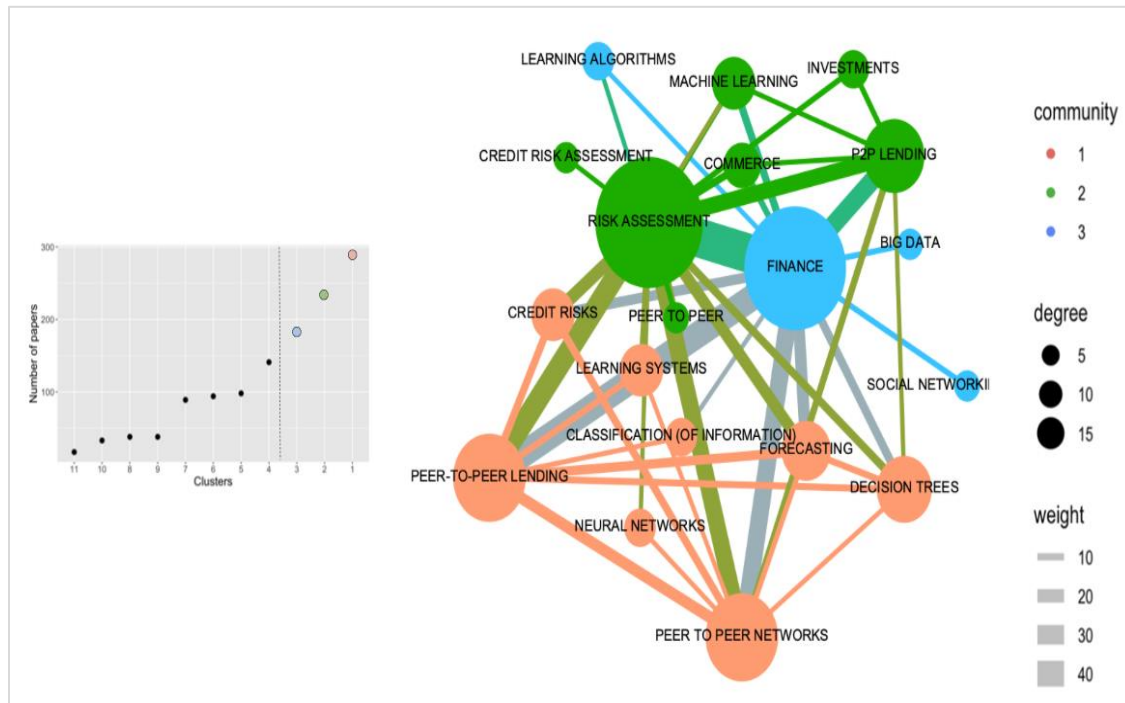 300
200
100
Number of papers
11 10 8 9 7 6 5 4 3 2 1
Clusters
LEARNING ALGORITHMS
MACHINE LEARNING
INVESTMENTS
CREDIT RISK ASSESSMENT
COMMERCE
P2P LENDING
RISK ASSESSMENT
BIG DATA
FINANCE
CREDIT RISKS
PEER TO PEER
LEARNING SYSTEMS
SOCIAL NETWORKII
CLASSIFICATION (OF INFORMATION)
FORECASTING
PEER-TO-PEER LENDING
DECISION TREES
NEURAL NETWORKS
PEER TO PEER NETWORKS
community
1
2
3
degree
5
10
15
weight
10
20
30
40